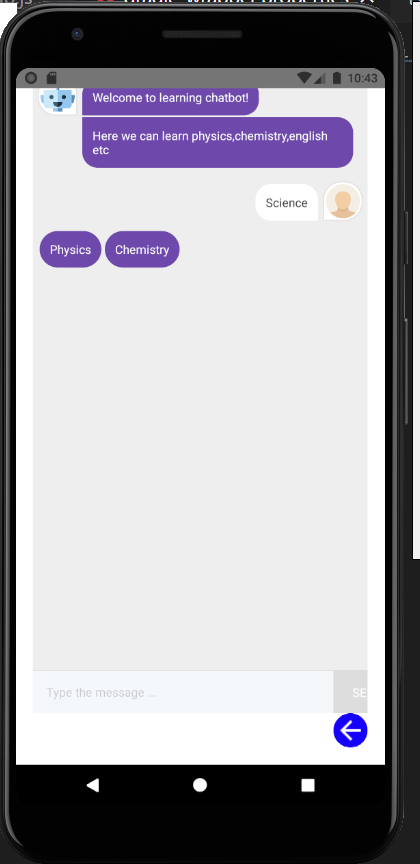 10:43
Welcome to learning chatbot!
Here we can learn physics,chemistry,english
etc
Science
Physics Chemistry
Type the message ... SE